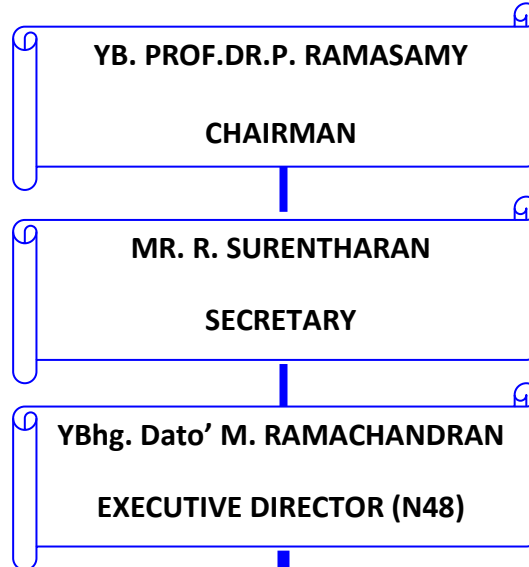 YB. PROF.DR.P. RAMASAMY
CHAIRMAN
MR. R. SURENTHARAN
SECRETARY
YBhg. Dato’ M. RAMACHANDRAN
EXECUTIVE DIRECTOR (N48)